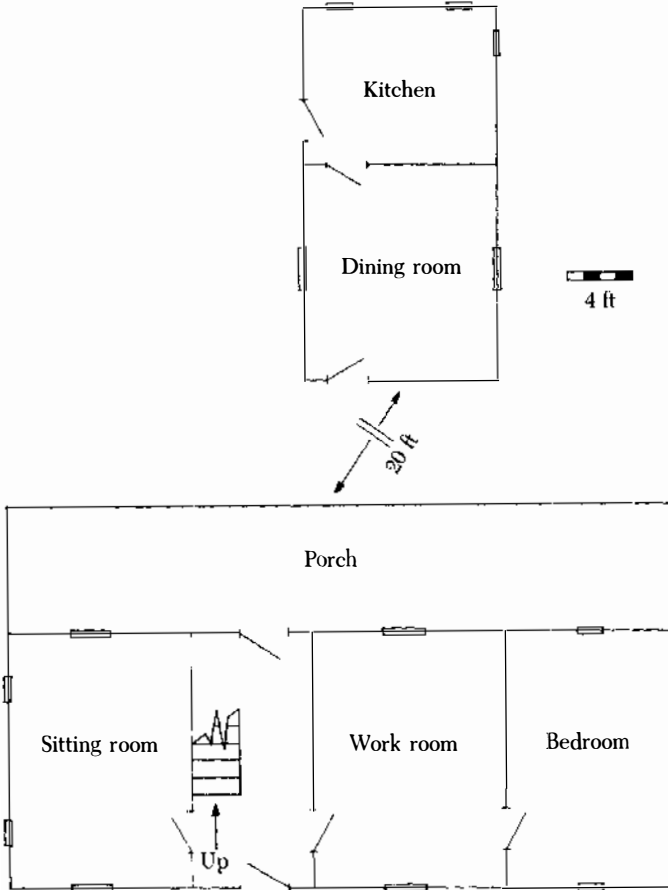 Kitchen
Dining room
4 ft
20 ft
Porch
Sitting room
Work room
Bedroom
Up